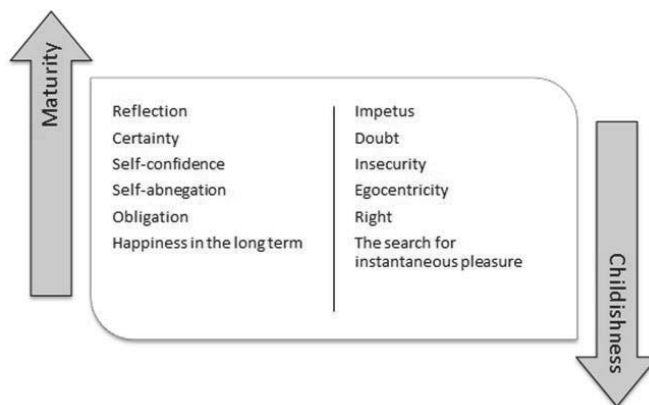 Maturity
Reflection
Certainty
Self-confidence
Self-abnegation
Obligation
Happiness in the long term
Impetus
Doubt
Insecurity
Egocentricity
Right
The search for
instantaneous pleasure
Childishness